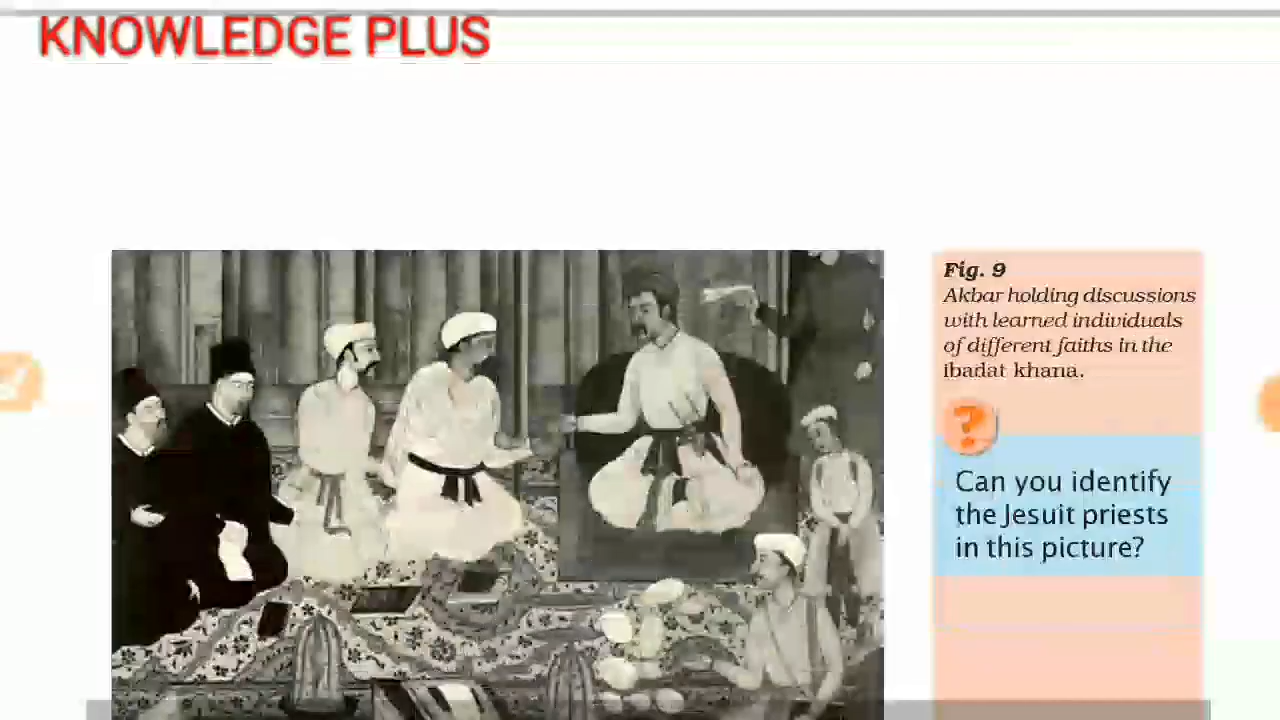 KNOWLEDGE PLUS
Fig. 9
Akbar holding discussions
with learned individuals
of different faiths in the
ibadat khana.
?
Can you identify
the Jesuit priests
in this picture?